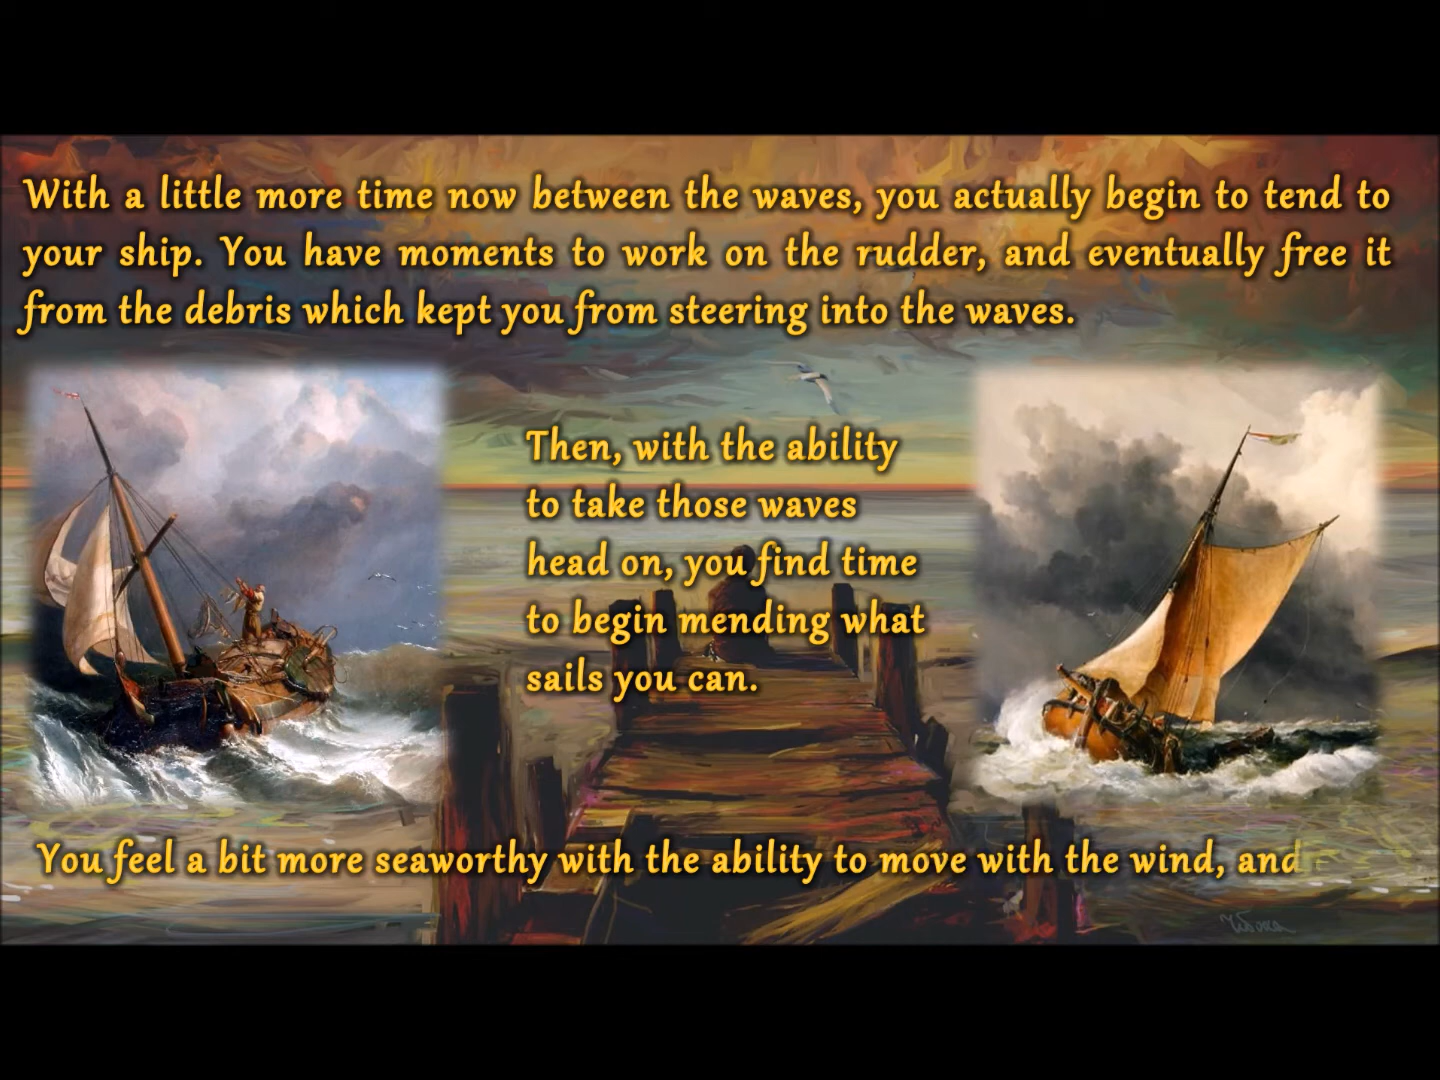 With a little more time now between the waves, you actually begin to tend to
your ship. You have moments to work on the rudder, and eventually free it
from the debris which kept you from steering into the waves.
Then, with the ability
to take those waves
head on, you find time
to begin mending what
sails you can.
You feel a bit more seaworthy with the ability to move with the wind, and